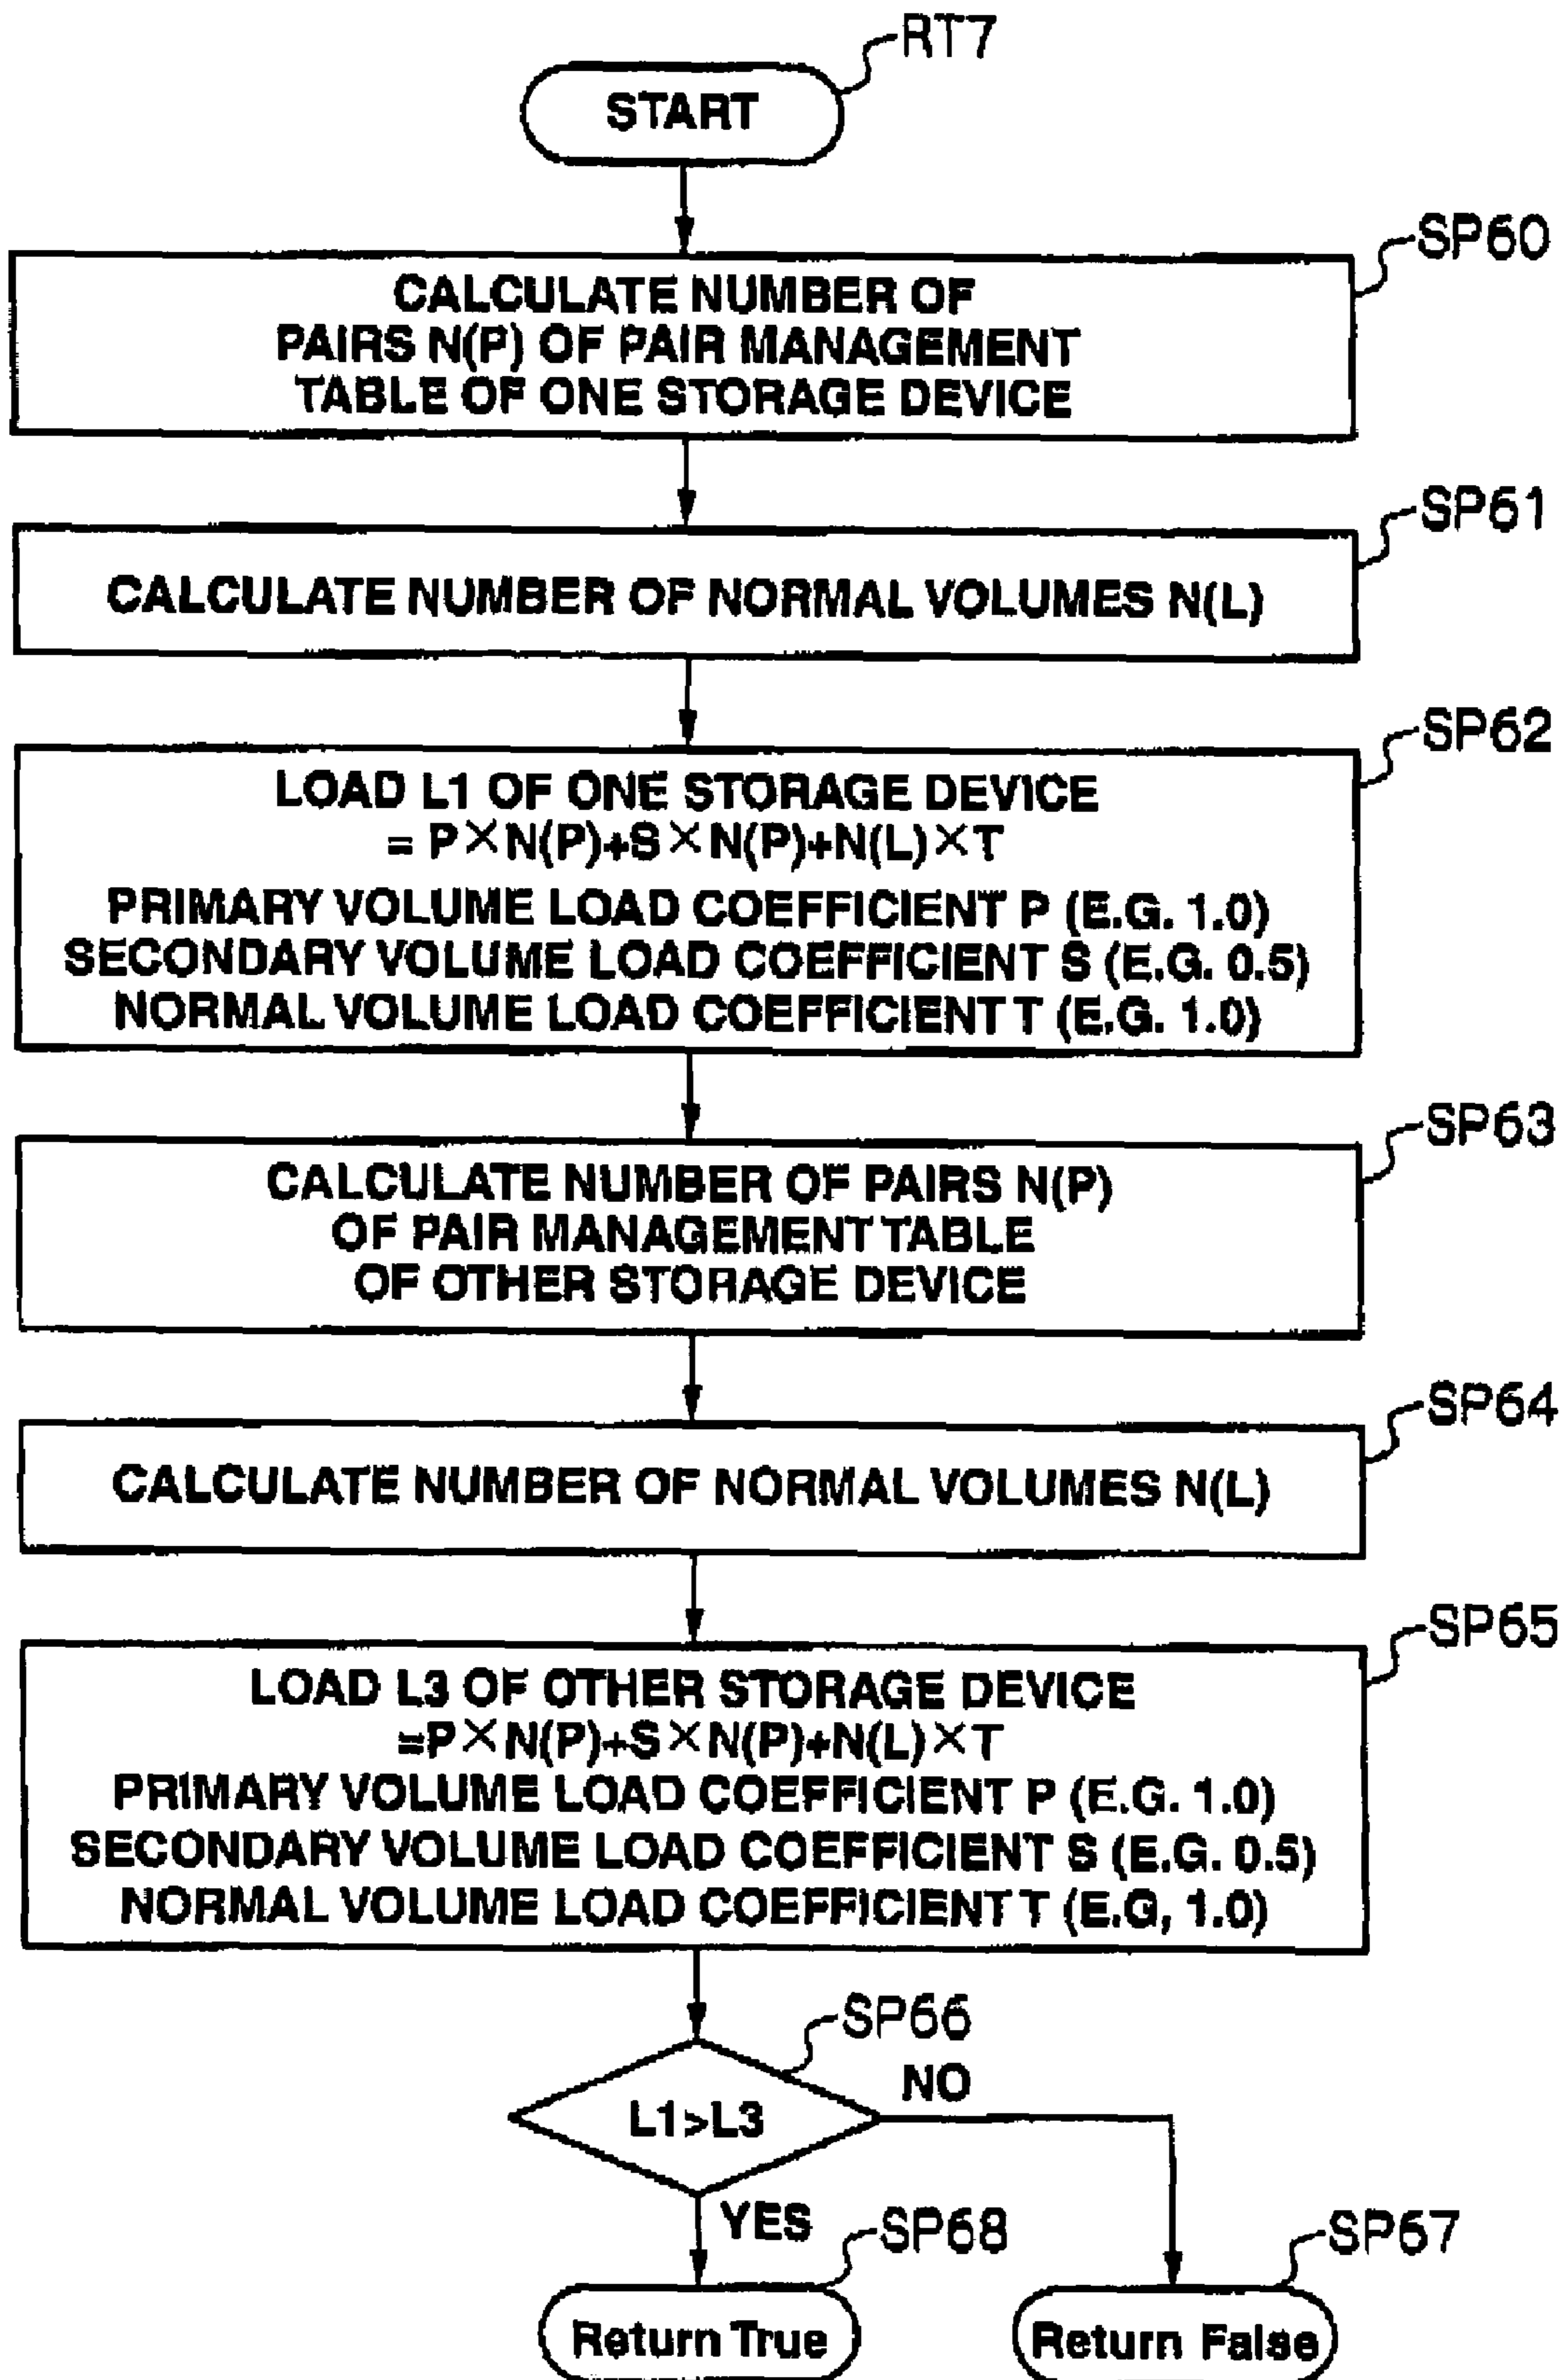 RT7
START
SP60
CALCULATE NUMBER OF
PAIRS N(P) OF PAIR MANAGEMENT
TABLE OF ONE STORAGE DEVICE
SP61
CALCULATE NUMBER OF NORMAL VOLUMES N(L)
SP62
LOAD L1 OF ONE STORAGE DEVICE
= P×N(P)+S×N(P)+N(L)×T
PRIMARY VOLUME LOAD COEFFICIENT P (E.G. 1.0)
SECONDARY VOLUME LOAD COEFFICIENT S (E.G. 0.5)
NORMAL VOLUME LOAD COEFFICIENT T (E.G. 1.0)
SP63
CALCULATE NUMBER OF PAIRS N(P)
OF PAIR MANAGEMENT TABLE
OF OTHER STORAGE DEVICE
SP64
CALCULATE NUMBER OF NORMAL VOLUMES N(L)
SP65
LOAD L3 OF OTHER STORAGE DEVICE
=P×N(P)+S×N(P)+N(L)×T
PRIMARY VOLUME LOAD COEFFICIENT P (E.G. 1.0)
SECONDARY VOLUME LOAD COEFFICIENT S (E.G. 0.5)
NORMAL VOLUME LOAD COEFFICIENT T (E.G, 1.0)
SP66
L1>L3
NO
YES
SP68
SP67
Return True
Return False